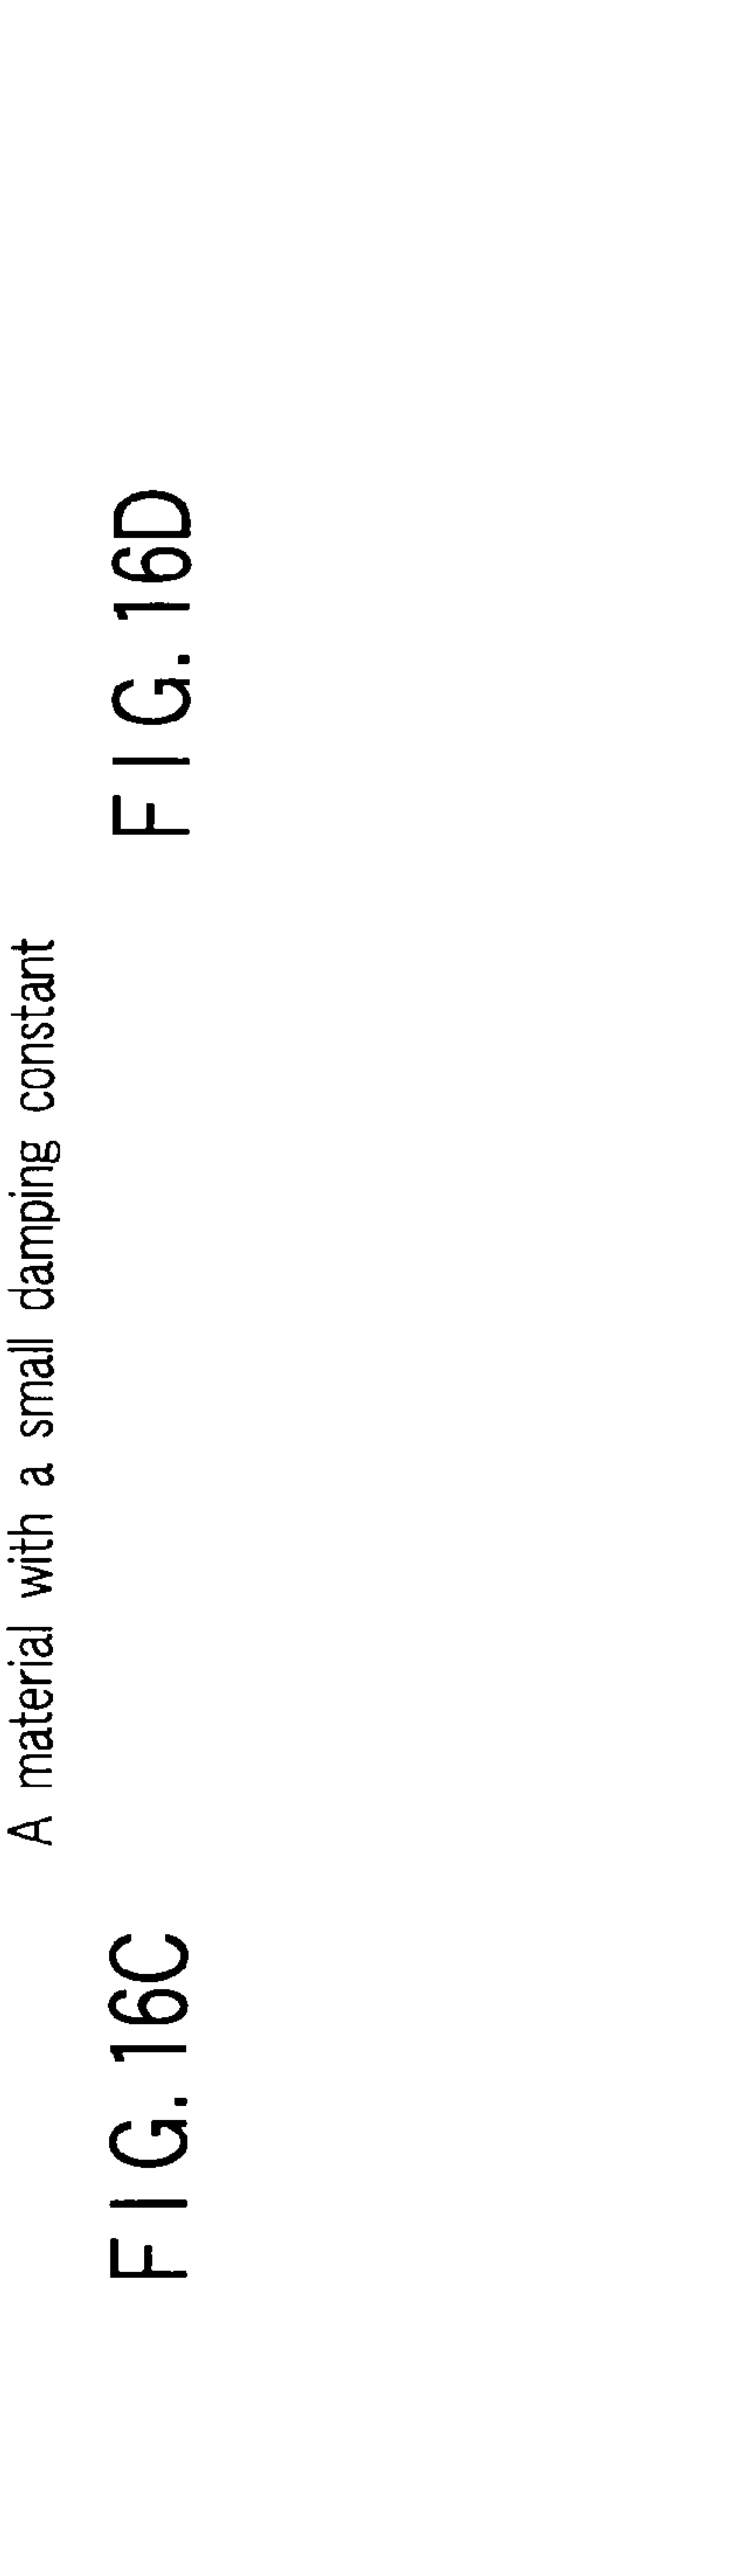 A material with a small damping constant
FIG. 16C
FIG. 16D